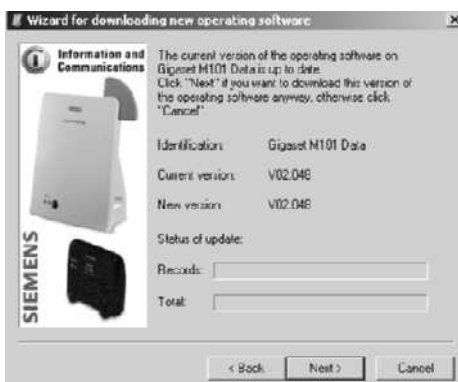 Wizard for downloading new operating software
Information and
Communications
The current version of the operating software on
Gigaset M101 Data is up to date.
Click "Next" if you want to download this version of
the operating software anyway, otherwise click
"Cancel"
Identification: Gigaset M101 Data
Current version: V02.048
New version V02.048
Status of update:
Records:
Total:
SIEMENS
< Back Next > Cancel